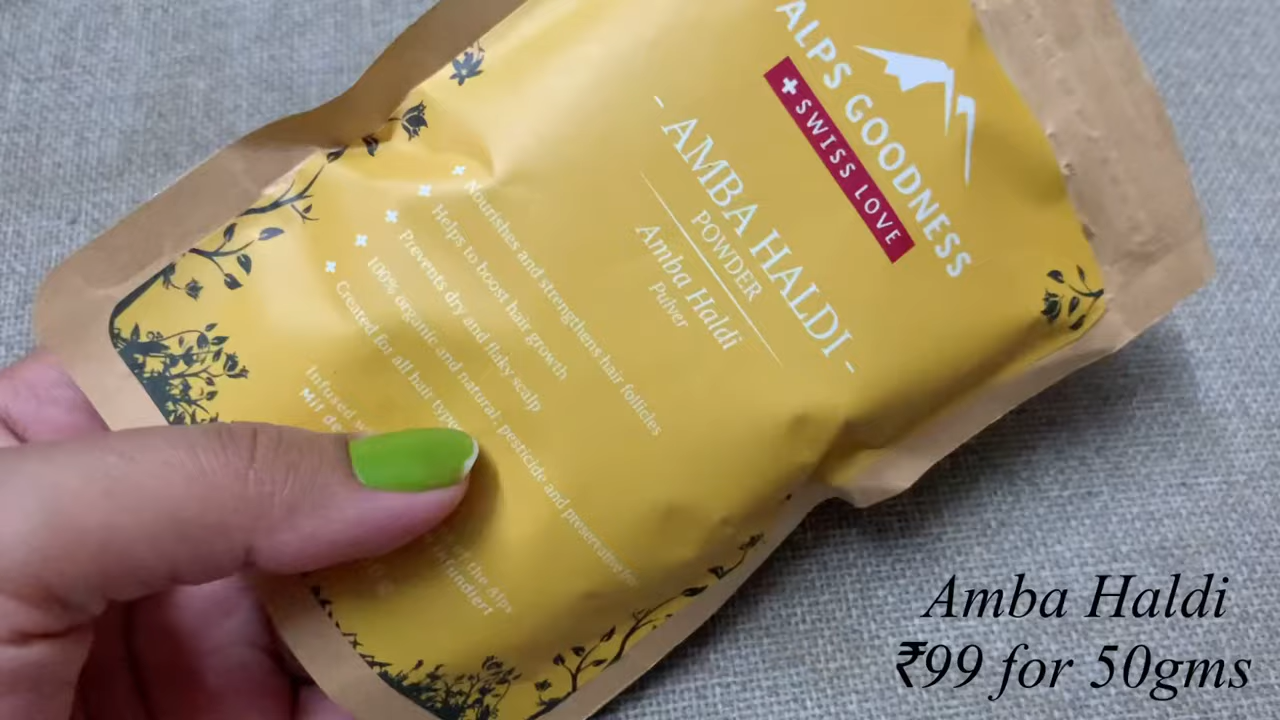 ALPS GOODNESS
SWISS LOVE
- AMBA HALDI -
POWDER
Amba Haldi
Pulver
Nourishes and strengthens hair follicles
Helps to boost hair growth
Prevents dry and flaky scalp
100% organic and natural, pesticide and preservative
Created for all hair types
Infused of the Alps
Mit de
Amba Haldi
₹99 for 50gms